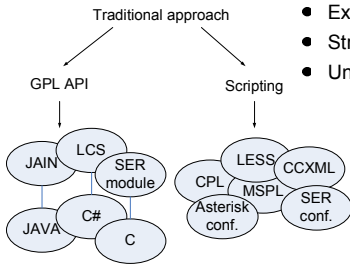 Traditional approach
• Ex
• Str
• Un
GPL API
Scripting
JAIN
LCS
SER
module
JAVA
C#
C
LESS
CCXML
CPL
MSPL
Asterisk
conf.
SER
conf.